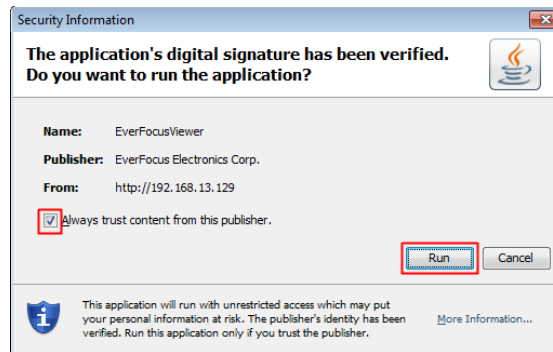 Security Information
The application's digital signature has been verified.
Do you want to run the application?
Name: EverFocusViewer
Publisher: EverFocus Electronics Corp.
From: http://192.168.13.129
Always trust content from this publisher.
Run Cancel
This application will run with unrestricted access which may put
your personal information at risk. The publisher's identity has been
verified. Run this application only if you trust the publisher.
More Information...